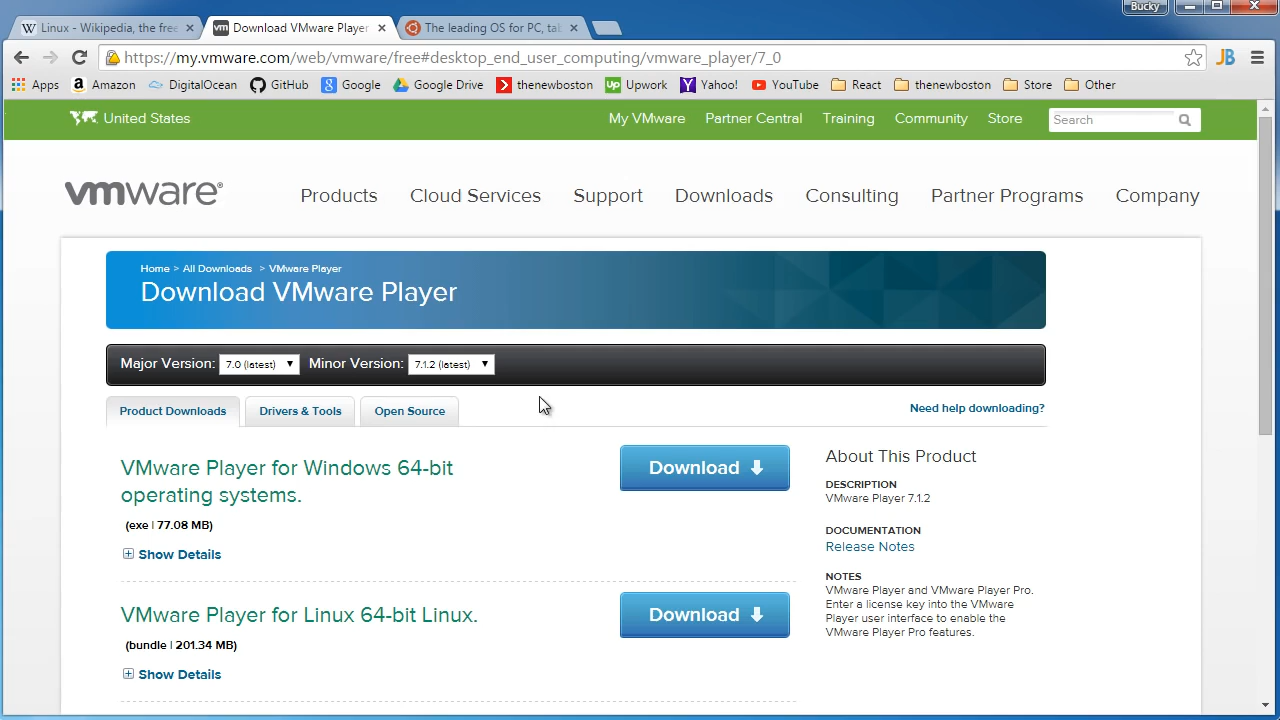 Bucky
Linux - Wikipedia, the free
Download VMware Player
The leading OS for PC, tab
https://my.vmware.com/web/vmware/free#desktop_end_user_computing/vmware_player/7_0
Apps Amazon DigitalOcean GitHub Google Google Drive thenewboston Upwork Yahoo! YouTube React thenewboston Store Other
United States My VMware Partner Central Training Community Store Search
vmware® Products Cloud Services Support Downloads Consulting Partner Programs Company
Home > All Downloads > VMware Player
Download VMware Player
Major Version: 7.0 (latest) Minor Version: 7.1.2 (latest)
Product Downloads Drivers & Tools Open Source Need help downloading?
VMware Player for Windows 64-bit
operating systems.
(exe | 77.08 MB)
Show Details
Download
VMware Player for Linux 64-bit Linux.
(bundle | 201.34 MB)
Show Details
Download
About This Product
DESCRIPTION
VMware Player 7.1.2
DOCUMENTATION
Release Notes
NOTES
VMware Player and VMware Player Pro.
Enter a license key into the VMware
Player user interface to enable the
VMware Player Pro features.